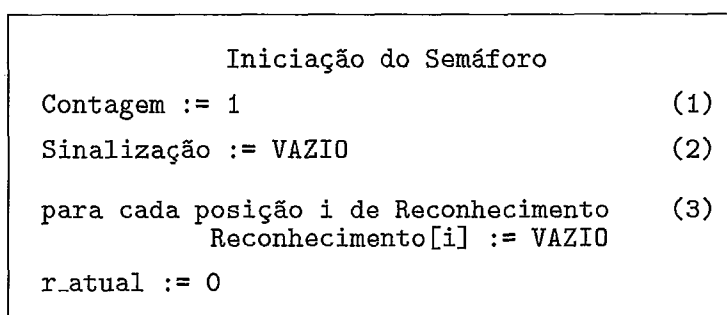 Iniciação do Semáforo
Contagem := 1 (1)
Sinalização := VAZIO (2)
para cada posição i de Reconhecimento (3)
Reconhecimento[i] := VAZIO
r_atual := 0